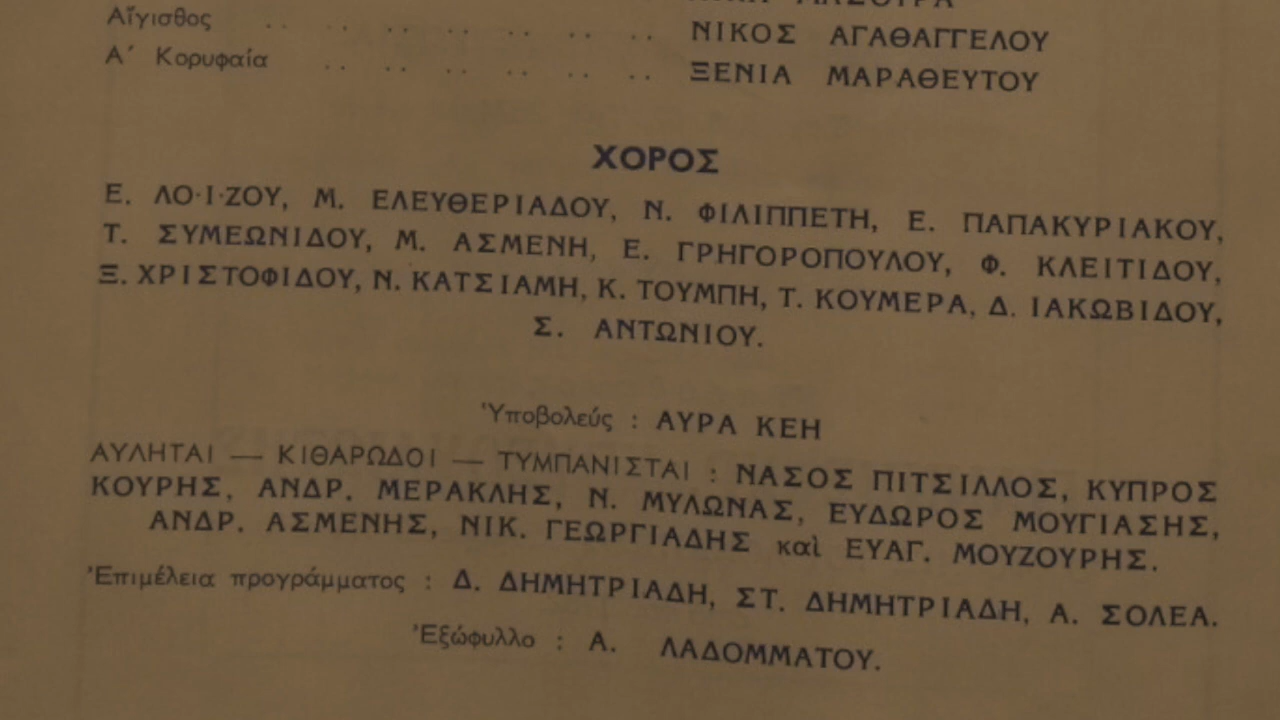 Αἴγισθος .. .. .. .. .. .. .. ΝΙΚΟΣ ΑΓΑΘΑΓΓΕΛΟΥ
Α΄ Κορυφαία .. .. .. .. .. .. ΞΕΝΙΑ ΜΑΡΑΘΕΥΤΟΥ
ΧΟΡΟΣ
Ε. ΛΟ·Ι·ΖΟΥ, Μ. ΕΛΕΥΘΕΡΙΑΔΟΥ, Ν. ΦΙΛΙΠΠΕΤΗ, Ε. ΠΑΠΑΚΥΡΙΑΚΟΥ,
Τ. ΣΥΜΕΩΝΙΔΟΥ, Μ. ΑΣΜΕΝΗ, Ε. ΓΡΗΓΟΡΟΠΟΥΛΟΥ, Φ. ΚΛΕΙΤΙΔΟΥ,
Ξ. ΧΡΙΣΤΟΦΙΔΟΥ, Ν. ΚΑΤΣΙΑΜΗ, Κ. ΤΟΥΜΠΗ, Τ. ΚΟΥΜΕΡΑ, Δ. ΙΑΚΩΒΙΔΟΥ,
Σ. ΑΝΤΩΝΙΟΥ.
Ὑποβολεύς : ΑΥΡΑ ΚΕΗ
ΑΥΛΗΤΑΙ — ΚΙΘΑΡΩΔΟΙ — ΤΥΜΠΑΝΙΣΤΑΙ : ΝΑΣΟΣ ΠΙΤΣΙΛΛΟΣ, ΚΥΠΡΟΣ
ΚΟΥΡΗΣ, ΑΝΔΡ. ΜΕΡΑΚΛΗΣ, Ν. ΜΥΛΩΝΑΣ, ΕΥΔΩΡΟΣ ΜΟΥΓΙΑΣΗΣ,
ΑΝΔΡ. ΑΣΜΕΝΗΣ, ΝΙΚ. ΓΕΩΡΓΙΑΔΗΣ καὶ ΕΥΑΓ. ΜΟΥΖΟΥΡΗΣ.
Ἐπιμέλεια προγράμματος : Δ. ΔΗΜΗΤΡΙΑΔΗ, ΣΤ. ΔΗΜΗΤΡΙΑΔΗ, Α. ΣΟΛΕΑ.
Ἐξώφυλλο : Α. ΛΑΔΟΜΜΑΤΟΥ.